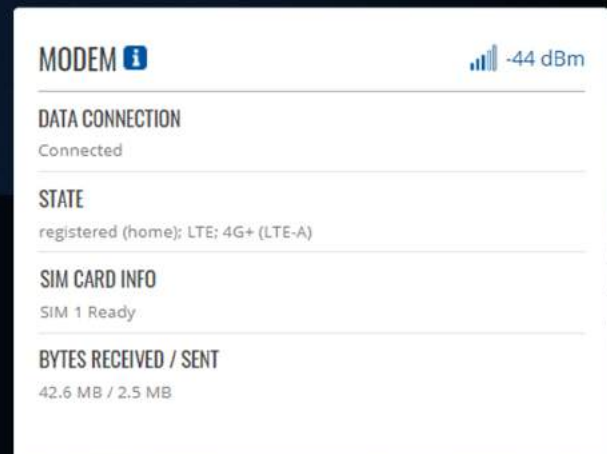 MODEM i -44 dBm
DATA CONNECTION
Connected
STATE
registered (home); LTE; 4G+ (LTE-A)
SIM CARD INFO
SIM 1 Ready
BYTES RECEIVED / SENT
42.6 MB / 2.5 MB